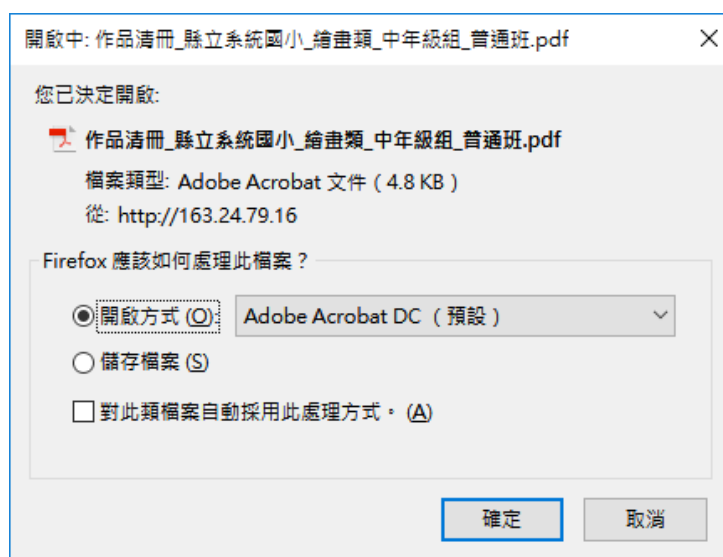 開啟中: 作品清冊_縣立系統國小_繪畫類_中年級組_普通班.pdf
您已決定開啟:
作品清冊_縣立系統國小_繪畫類_中年級組_普通班.pdf
檔案類型: Adobe Acrobat 文件 ( 4.8 KB )
從: http://163.24.79.16
Firefox 應該如何處理此檔案？
開啟方式 (O): Adobe Acrobat DC （預設）
儲存檔案 (S)
對此類檔案自動採用此處理方式。 (A)
確定 取消